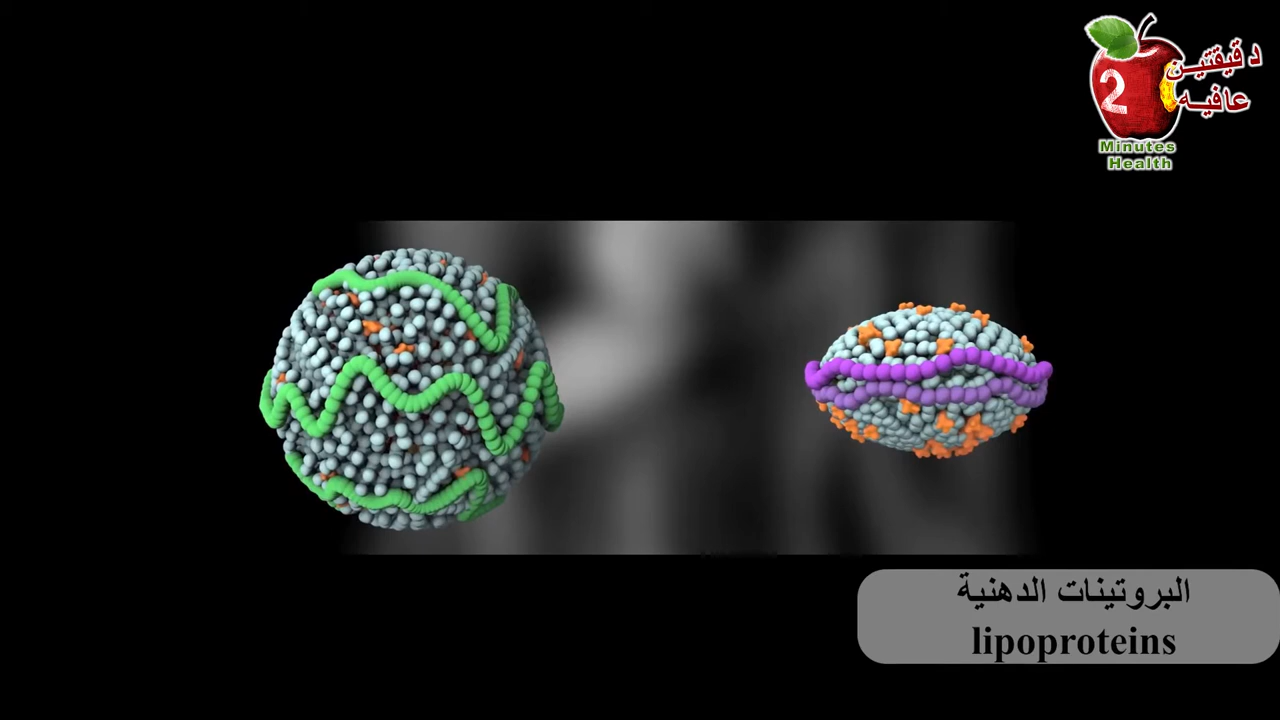 2
دقيقتين
عافيه
Minutes
Health
البروتينات الدهنية
lipoproteins